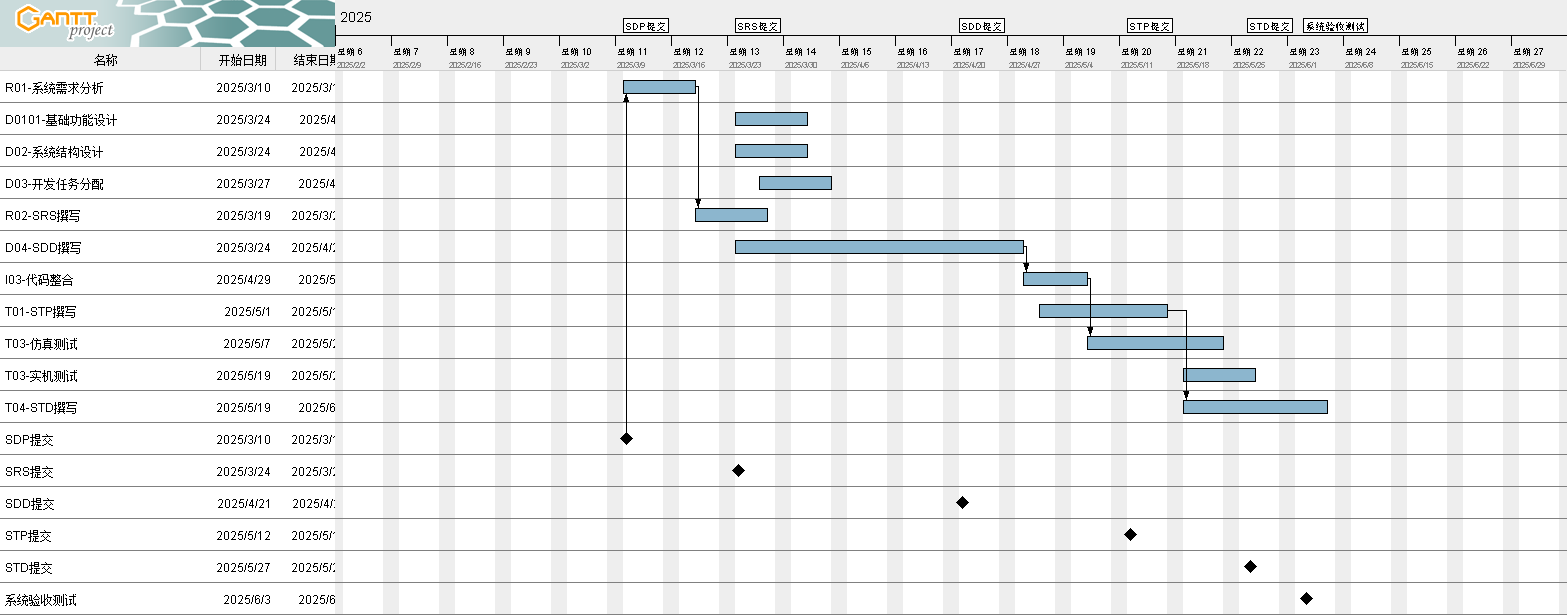 GANTT project
2025
SDP提交 SRS提交 SDD提交 STP提交 STD提交 系统验收测试
星期 6 星期 7 星期 8 星期 9 星期 10 星期 11 星期 12 星期 13 星期 14 星期 15 星期 16 星期 17 星期 18 星期 19 星期 20 星期 21 星期 22 星期 23 星期 24 星期 25 星期 26 星期 27
名称 开始日期 结束日期
2025/2/2 2025/2/9 2025/2/16 2025/2/23 2025/3/2 2025/3/9 2025/3/16 2025/3/23 2025/3/30 2025/4/6 2025/4/13 2025/4/20 2025/4/27 2025/5/4 2025/5/11 2025/5/18 2025/5/25 2025/6/1 2025/6/8 2025/6/15 2025/6/22 2025/6/29
R01-系统需求分析 2025/3/10 2025/3/1
D0101-基础功能设计 2025/3/24 2025/4
D02-系统结构设计 2025/3/24 2025/4
D03-开发任务分配 2025/3/27 2025/4
R02-SRS撰写 2025/3/19 2025/3/2
D04-SDD撰写 2025/3/24 2025/4/2
I03-代码整合 2025/4/29 2025/5
T01-STP撰写 2025/5/1 2025/5/1
T03-仿真测试 2025/5/7 2025/5/2
T03-实机测试 2025/5/19 2025/5/2
T04-STD撰写 2025/5/19 2025/6
SDP提交 2025/3/10 2025/3/1
SRS提交 2025/3/24 2025/3/2
SDD提交 2025/4/21 2025/4/
STP提交 2025/5/12 2025/5/1
STD提交 2025/5/27 2025/5/2
系统验收测试 2025/6/3 2025/6